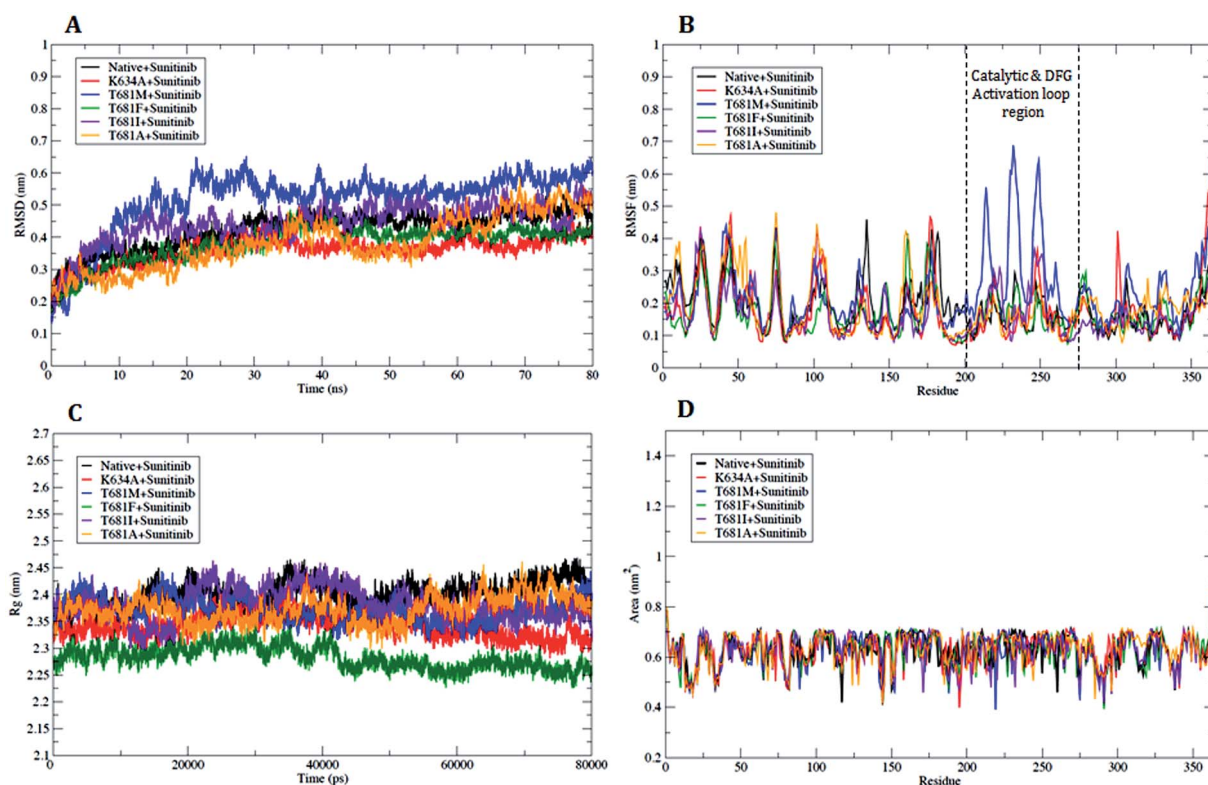 A
1
0.9
0.8
0.7
0.6
0.5
0.4
0.3
0.2
0.1
0
RMSD (nm)
Native+Sunitinib
K634A+Sunitinib
T681M+Sunitinib
T681F+Sunitinib
T681I+Sunitinib
T681A+Sunitinib
0 10 20 30 40 50 60 70 80
Time (ns)
B
1
0.9
0.8
0.7
0.6
0.5
0.4
0.3
0.2
0.1
0
RMSF (nm)
Native+Sunitinib
K634A+Sunitinib
T681M+Sunitinib
T681F+Sunitinib
T681I+Sunitinib
T681A+Sunitinib
Catalytic & DFG
Activation loop
region
0 50 100 150 200 250 300 350
Residue
C
2.7
2.65
2.6
2.55
2.5
2.45
2.4
2.35
2.3
2.25
2.2
2.15
2.1
Rg (nm)
Native+Sunitinib
K634A+Sunitinib
T681M+Sunitinib
T681F+Sunitinib
T681I+Sunitinib
T681A+Sunitinib
0 20000 40000 60000 80000
Time (ps)
D
1.4
1.2
1
0.8
0.6
0.4
0.2
Area (nm²)
Native+Sunitinib
K634A+Sunitinib
T681M+Sunitinib
T681F+Sunitinib
T681I+Sunitinib
T681A+Sunitinib
0 50 100 150 200 250 300 350
Residue